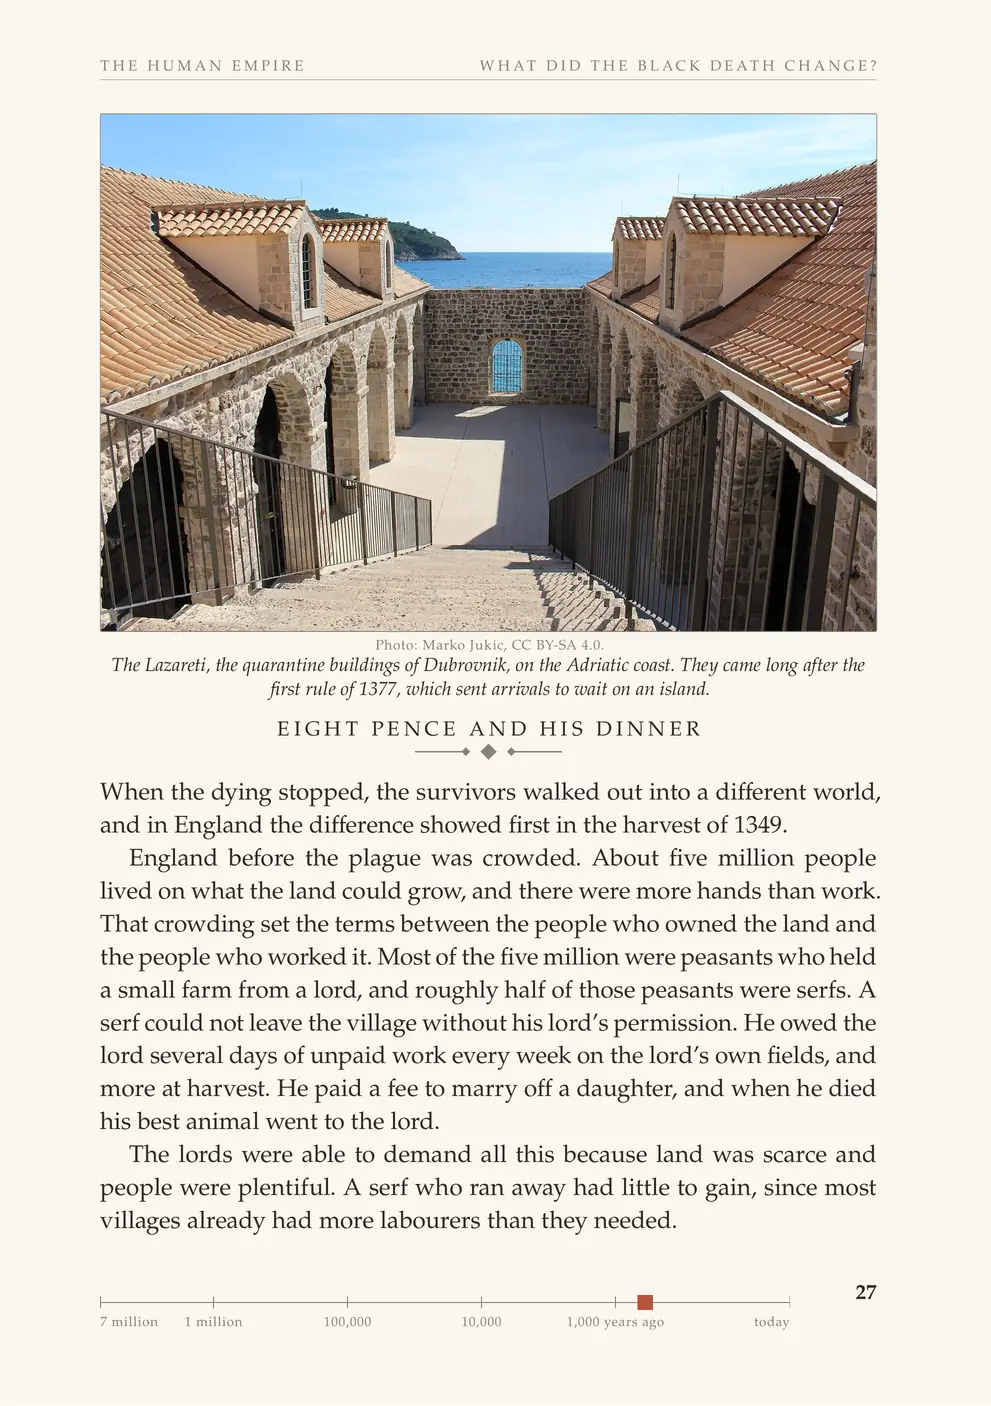 THE HUMAN EMPIRE
WHAT DID THE BLACK DEATH CHANGE?
Photo: Marko Jukic, CC BY-SA 4.0.
The Lazareti, the quarantine buildings of Dubrovnik, on the Adriatic coast. They came long after the
first rule of 1377, which sent arrivals to wait on an island.
EIGHT PENCE AND HIS DINNER
When the dying stopped, the survivors walked out into a different world,
and in England the difference showed first in the harvest of 1349.
England before the plague was crowded. About five million people
lived on what the land could grow, and there were more hands than work.
That crowding set the terms between the people who owned the land and
the people who worked it. Most of the five million were peasants who held
a small farm from a lord, and roughly half of those peasants were serfs. A
serf could not leave the village without his lord's permission. He owed the
lord several days of unpaid work every week on the lord's own fields, and
more at harvest. He paid a fee to marry off a daughter, and when he died
his best animal went to the lord.
The lords were able to demand all this because land was scarce and
people were plentiful. A serf who ran away had little to gain, since most
villages already had more labourers than they needed.
27
7 million 1 million 100,000 10,000 1,000 years ago today